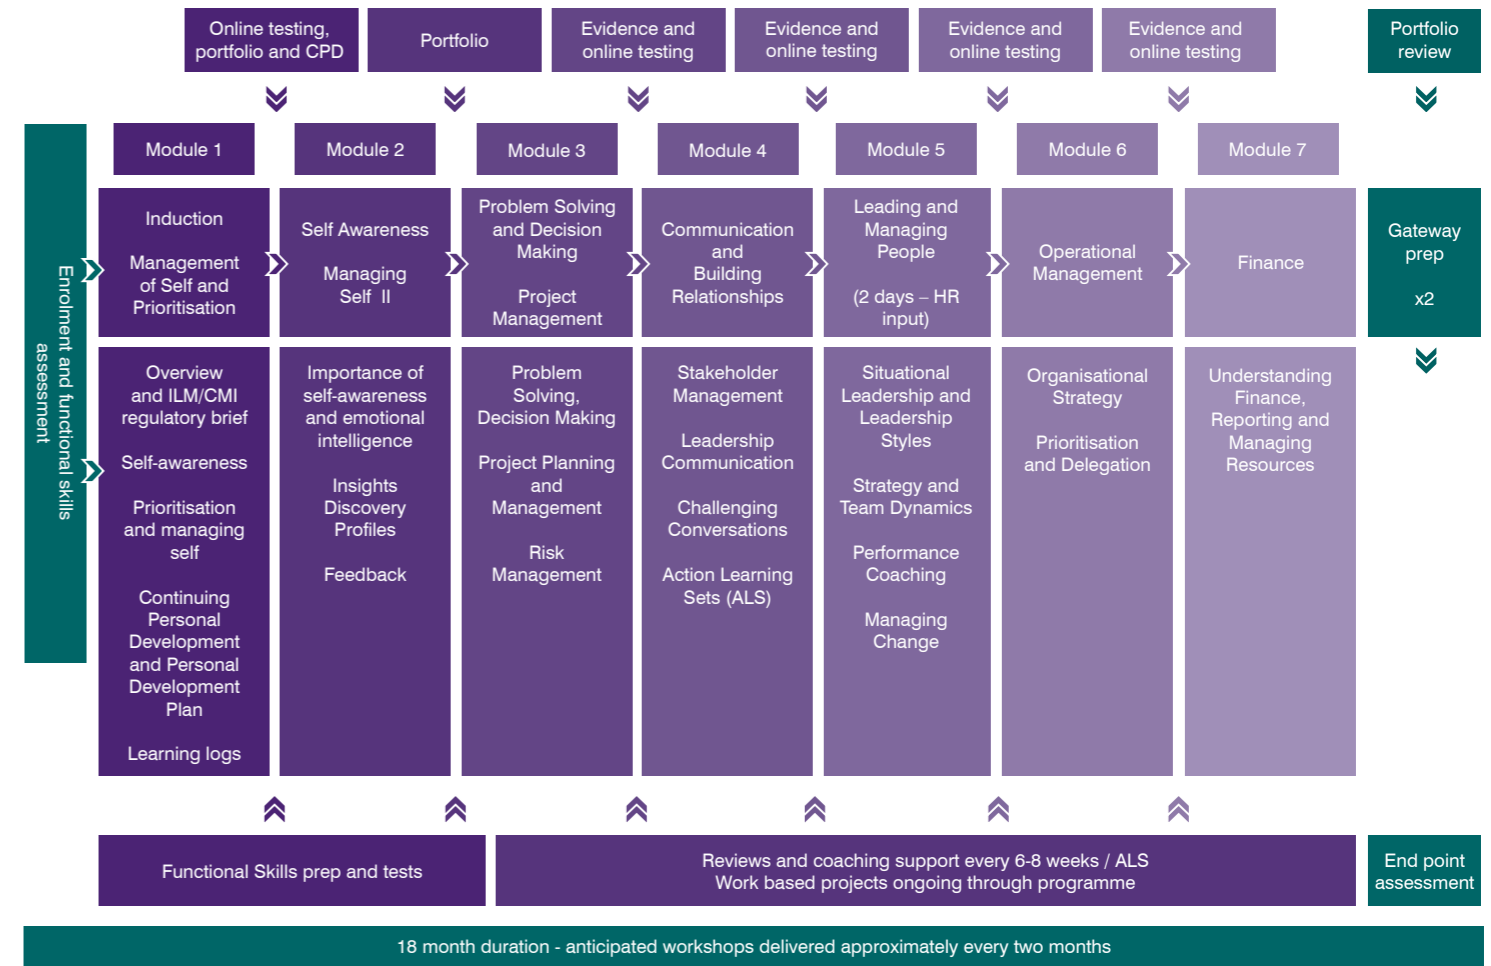 Online testing,
portfolio and CPD
Portfolio
Evidence and
online testing
Evidence and
online testing
Evidence and
online testing
Evidence and
online testing
Portfolio
review
Enrolment and functional skills
assessment
Module 1
Module 2
Module 3
Module 4
Module 5
Module 6
Module 7
Induction
Management
of Self and
Prioritisation
Self Awareness
Managing
Self II
Problem Solving
and Decision
Making
Project
Management
Communication
and
Building
Relationships
Leading and
Managing
People
(2 days – HR
input)
Operational
Management
Finance
Gateway
prep
x2
Overview
and ILM/CMI
regulatory brief
Self-awareness
Prioritisation
and managing
self
Continuing
Personal
Development
and Personal
Development
Plan
Learning logs
Importance of
self-awareness
and emotional
intelligence
Insights
Discovery
Profiles
Feedback
Problem
Solving,
Decision Making
Project Planning
and
Management
Risk
Management
Stakeholder
Management
Leadership
Communication
Challenging
Conversations
Action Learning
Sets (ALS)
Situational
Leadership and
Leadership
Styles
Strategy and
Team Dynamics
Performance
Coaching
Managing
Change
Organisational
Strategy
Prioritisation
and Delegation
Understanding
Finance,
Reporting and
Managing
Resources
Functional Skills prep and tests
Reviews and coaching support every 6-8 weeks / ALS
Work based projects ongoing through programme
End point
assessment
18 month duration - anticipated workshops delivered approximately every two months